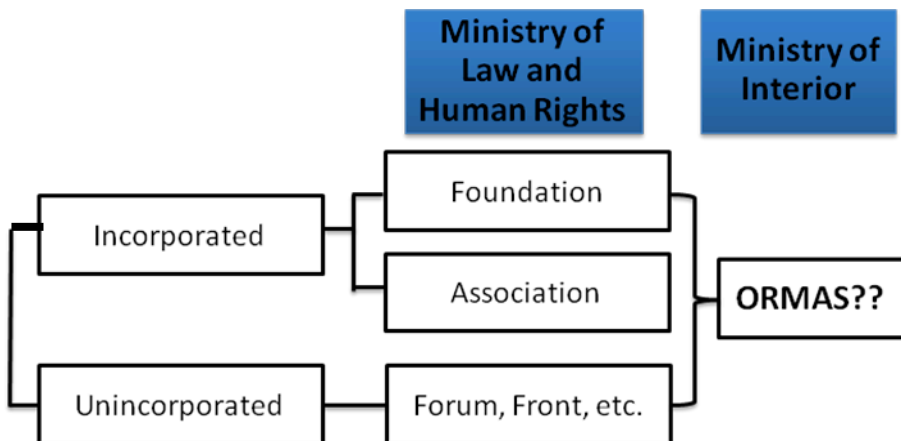 Ministry of
Law and
Human Rights
Ministry of
Interior
Foundation
Incorporated
Association
ORMAS??
Unincorporated
Forum, Front, etc.